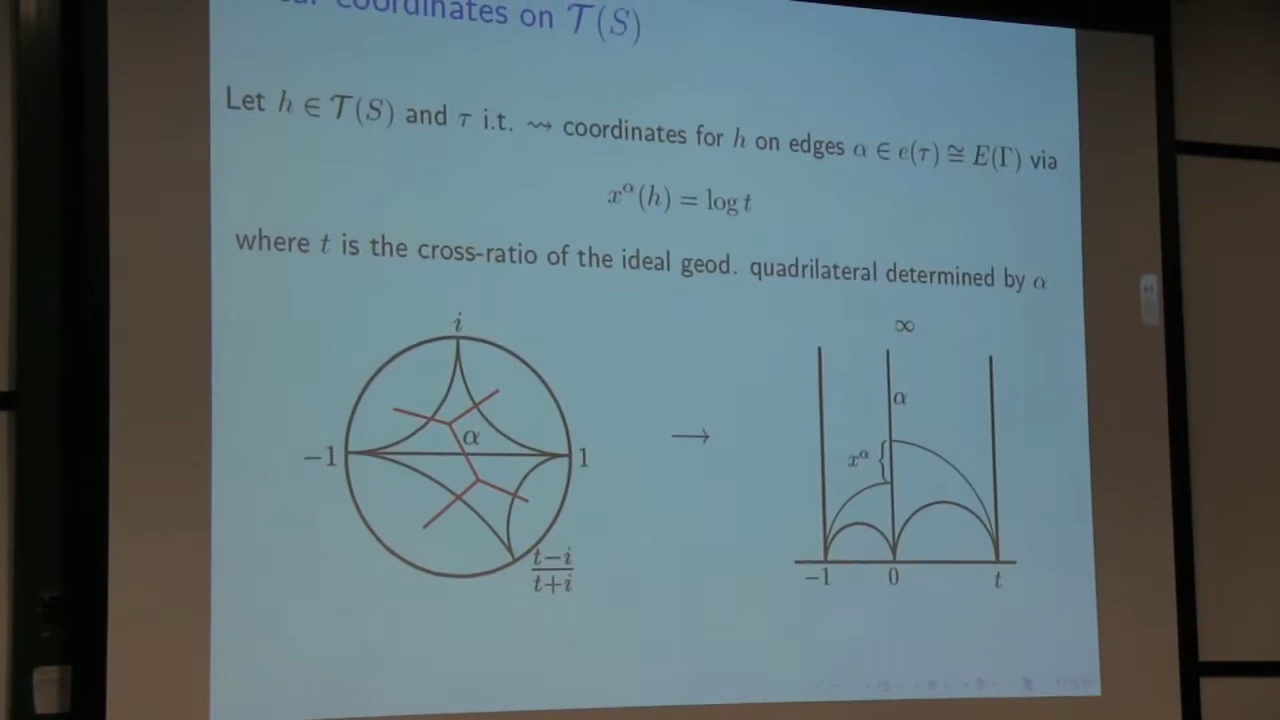 coordinates on 𝒯(S)
Let h ∈ 𝒯(S) and τ i.t. ⇝ coordinates for h on edges α ∈ e(τ) ≅ E(Γ) via
x^α(h) = log t
where t is the cross-ratio of the ideal geod. quadrilateral determined by α
i
∞
α
α
−1
1
→
x^α {
t−i
t+i
−1 0 t